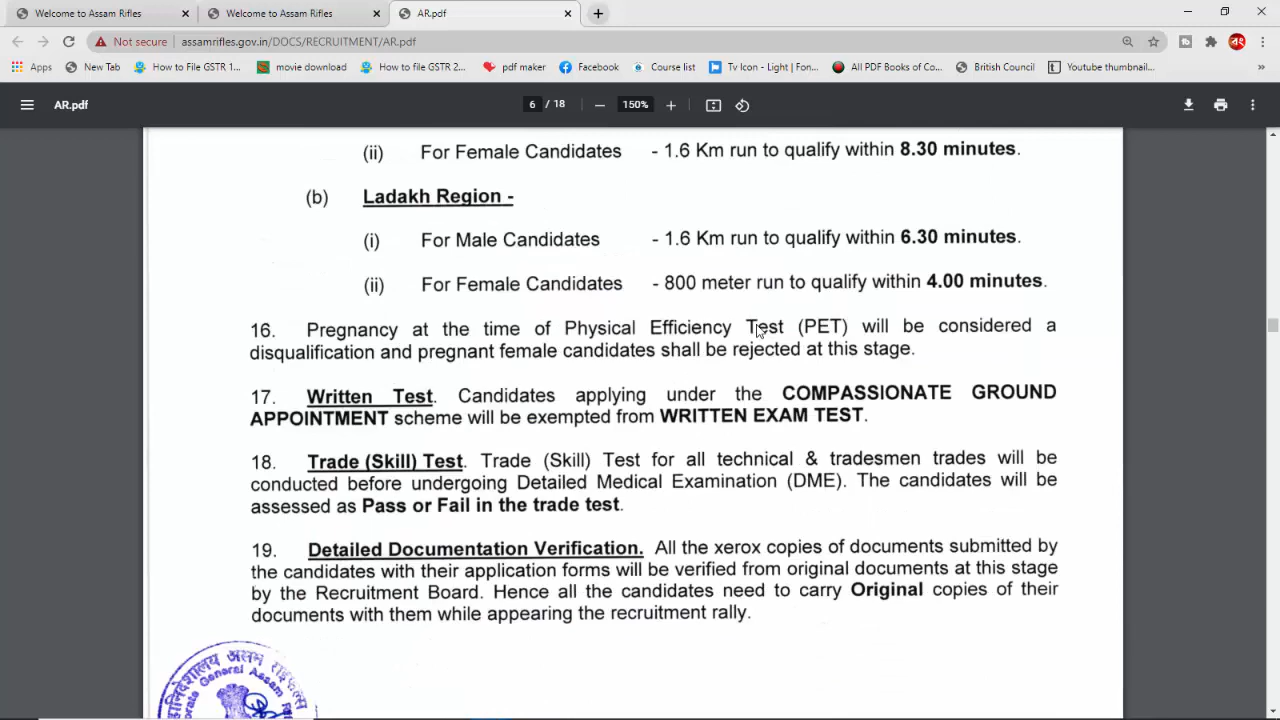 Welcome to Assam Rifles
Welcome to Assam Rifles
AR.pdf
Not secure | assamrifles.gov.in/DOCS/RECRUITMENT/AR.pdf
Apps New Tab How to File GSTR 1... movie download How to file GSTR 2... pdf maker Facebook Course list Tv Icon - Light | Fon... All PDF Books of Co... British Council Youtube thumbnail...
AR.pdf 6 / 18 150%
(ii) For Female Candidates - 1.6 Km run to qualify within 8.30 minutes.
(b) Ladakh Region -
(i) For Male Candidates - 1.6 Km run to qualify within 6.30 minutes.
(ii) For Female Candidates - 800 meter run to qualify within 4.00 minutes.
16. Pregnancy at the time of Physical Efficiency Test (PET) will be considered a
disqualification and pregnant female candidates shall be rejected at this stage.
17. Written Test. Candidates applying under the COMPASSIONATE GROUND
APPOINTMENT scheme will be exempted from WRITTEN EXAM TEST.
18. Trade (Skill) Test. Trade (Skill) Test for all technical & tradesmen trades will be
conducted before undergoing Detailed Medical Examination (DME). The candidates will be
assessed as Pass or Fail in the trade test.
19. Detailed Documentation Verification. All the xerox copies of documents submitted by
the candidates with their application forms will be verified from original documents at this stage
by the Recruitment Board. Hence all the candidates need to carry Original copies of their
documents with them while appearing the recruitment rally.
General Assam